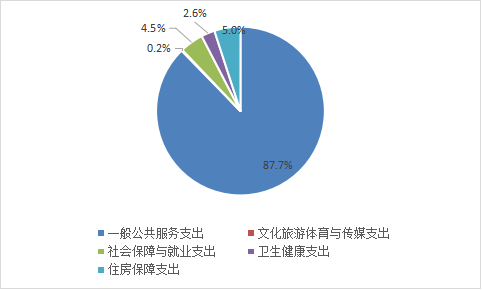 2.6%
4.5%
5.0%
0.2%
87.7%
一般公共服务支出
文化旅游体育与传媒支出
社会保障与就业支出
卫生健康支出
住房保障支出